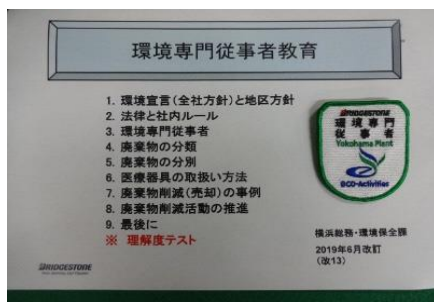 環境専門従事者教育
1. 環境宣言(全社方針)と地区方針
2. 法律と社内ルール
3. 環境専門従事者
4. 廃棄物の分類
5. 廃棄物の分別
6. 医療器具の取扱い方法
7. 廃棄物削減(売却)の事例
8. 廃棄物削減活動の推進
9. 最後に
※ 理解度テスト
BRIDGESTONE
環境専門
従事者
Yokohama Plant
ECO-Activities
横浜総務・環境保全課
2019年6月改訂
(改13)
BRIDGESTONE